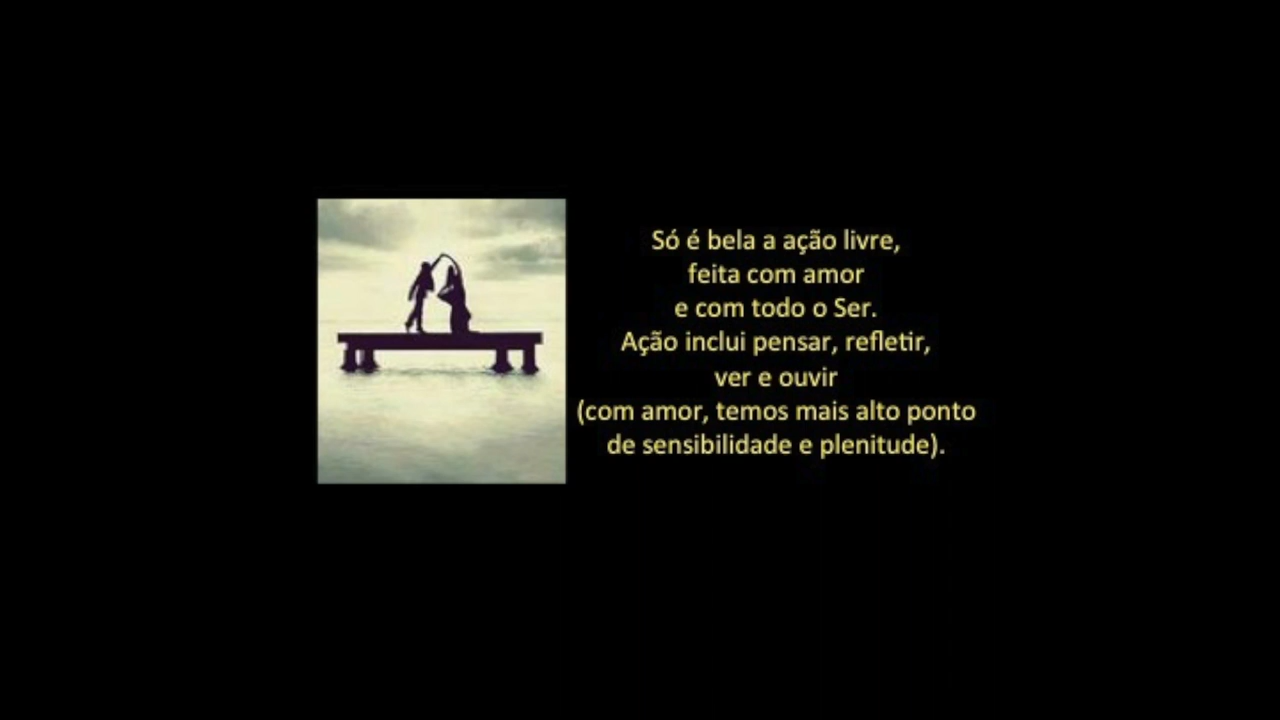 Só é bela a ação livre,
feita com amor
e com todo o Ser.
Ação inclui pensar, refletir,
ver e ouvir
(com amor, temos mais alto ponto
de sensibilidade e plenitude).